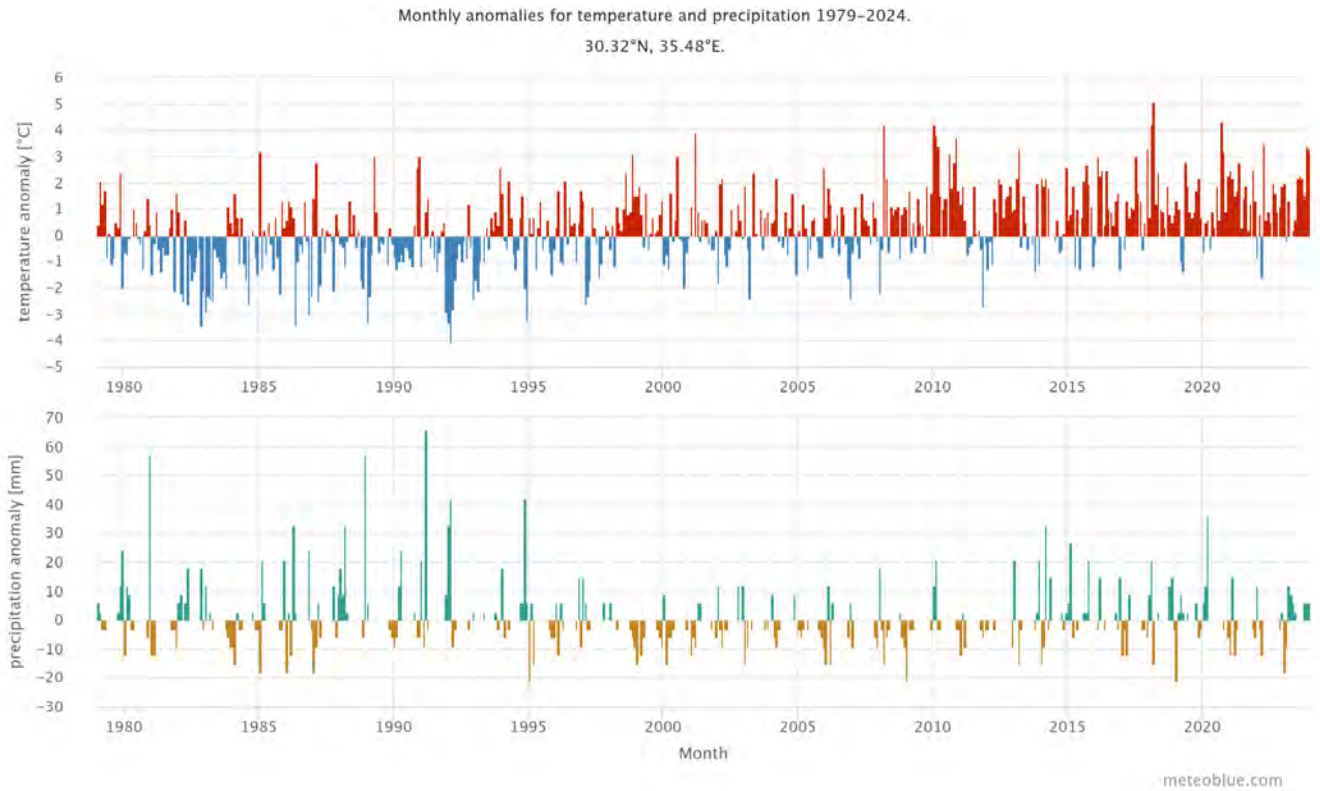 Monthly anomalies for temperature and precipitation 1979-2024.
30.32°N, 35.48°E.
temperature anomaly [°C]
6
5
4
3
2
1
0
-1
-2
-3
-4
-5
1980 1985 1990 1995 2000 2005 2010 2015 2020
precipitation anomaly [mm]
70
60
50
40
30
20
10
0
-10
-20
-30
1980 1985 1990 1995 2000 2005 2010 2015 2020
Month
meteoblue.com